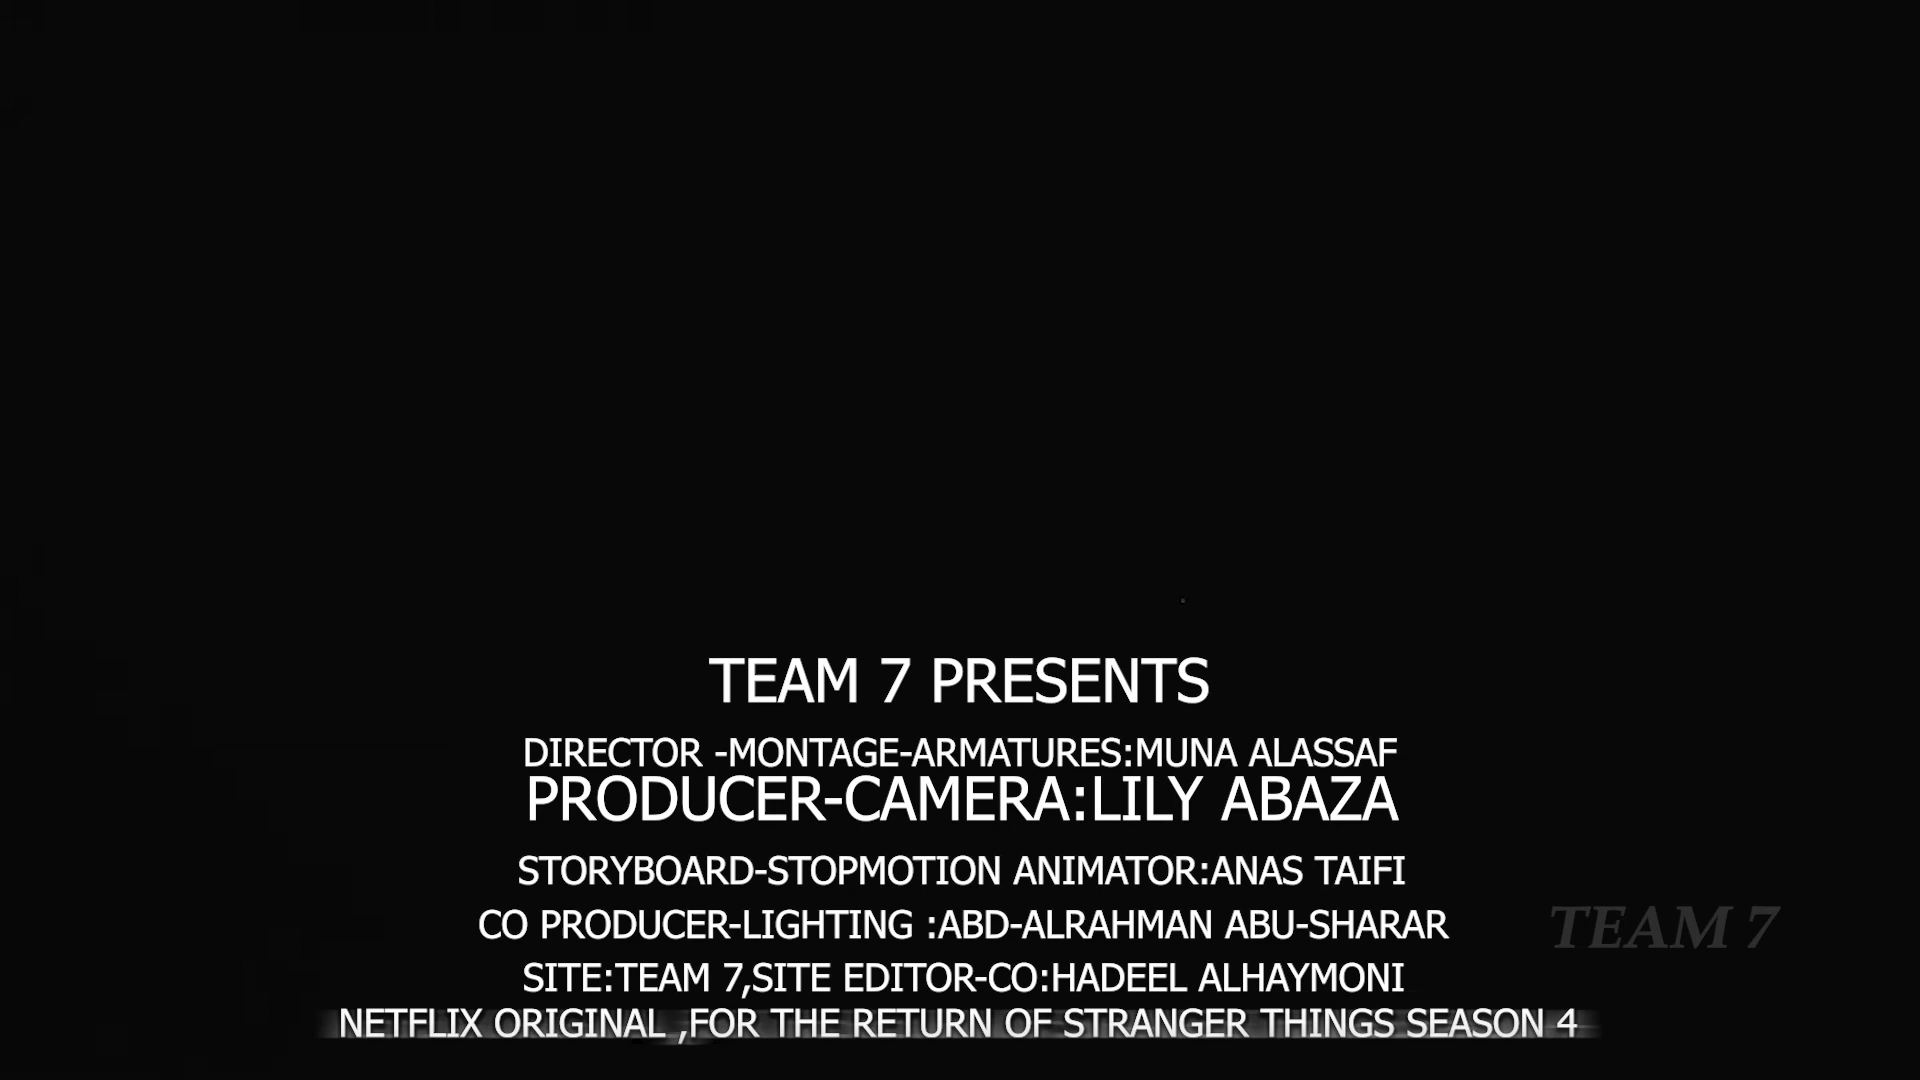 TEAM 7 PRESENTS
DIRECTOR -MONTAGE-ARMATURES:MUNA ALASSAF
PRODUCER-CAMERA:LILY ABAZA
STORYBOARD-STOPMOTION ANIMATOR:ANAS TAIFI
CO PRODUCER-LIGHTING :ABD-ALRAHMAN ABU-SHARAR
TEAM 7
SITE:TEAM 7,SITE EDITOR-CO:HADEEL ALHAYMONI
NETFLIX ORIGINAL ,FOR THE RETURN OF STRANGER THINGS SEASON 4